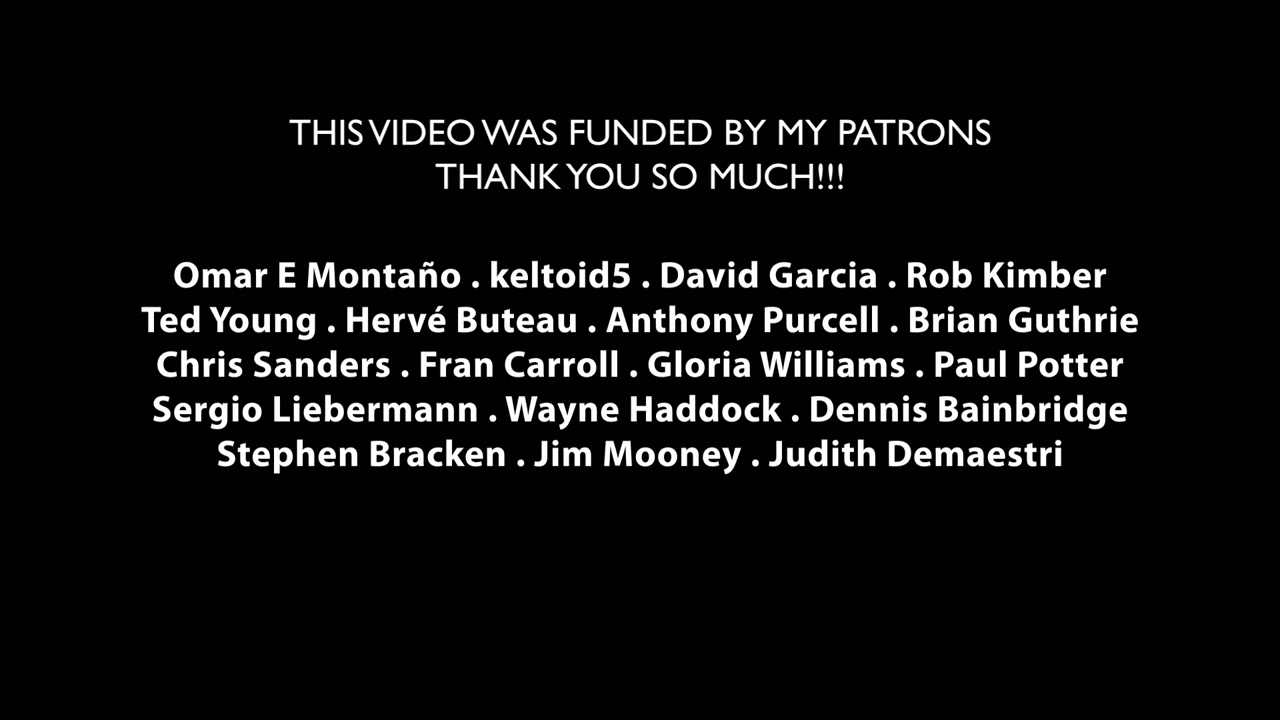 THIS VIDEO WAS FUNDED BY MY PATRONS
THANK YOU SO MUCH!!!
Omar E Montaño . keltoid5 . David Garcia . Rob Kimber
Ted Young . Hervé Buteau . Anthony Purcell . Brian Guthrie
Chris Sanders . Fran Carroll . Gloria Williams . Paul Potter
Sergio Liebermann . Wayne Haddock . Dennis Bainbridge
Stephen Bracken . Jim Mooney . Judith Demaestri